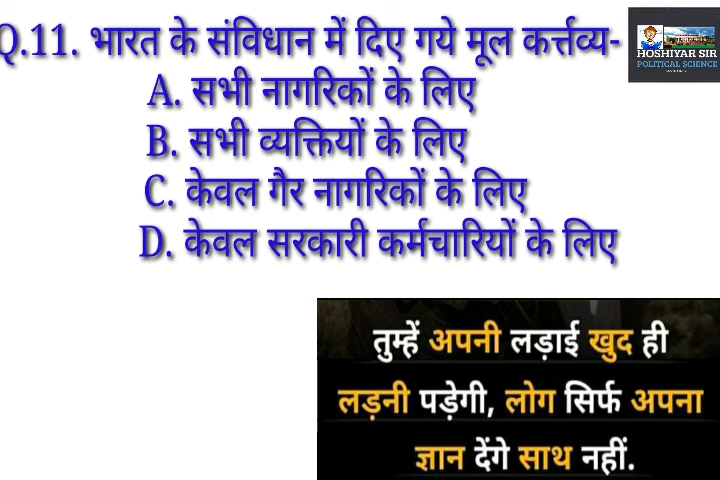 Q.11. भारत के संविधान में दिए गये मूल कर्त्तव्य-
A. सभी नागरिकों के लिए
B. सभी व्यक्तियों के लिए
C. केवल गैर नागरिकों के लिए
D. केवल सरकारी कर्मचारियों के लिए
HOSHIYAR SIR
POLITICAL SCIENCE
तुम्हें अपनी लड़ाई खुद ही
लड़नी पड़ेगी, लोग सिर्फ अपना
ज्ञान देंगे साथ नहीं.